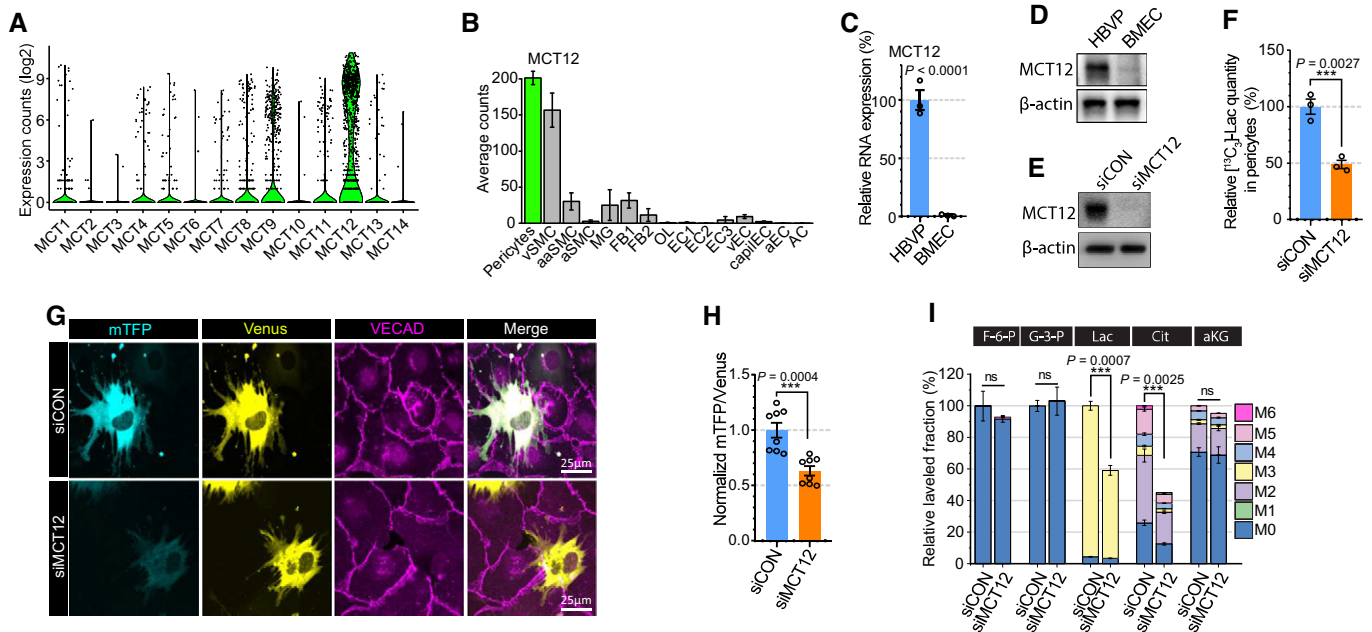 A
Expression counts (log2)
9
6
3
0
MCT1
MCT2
MCT3
MCT4
MCT5
MCT6
MCT7
MCT8
MCT9
MCT10
MCT11
MCT12
MCT13
MCT14
B
MCT12
Average counts
200
150
100
50
0
Pericytes
vSMC
aaSMC
aSMC
MG
FB1
FB2
OL
EC1
EC2
EC3
vEC
capilEC
aEC
AC
C
MCT12
P < 0.0001
Relative RNA expression (%)
100
50
0
HBVP
BMEC
D
HBVP
BMEC
MCT12
β-actin
E
siCON
siMCT12
MCT12
β-actin
F
Relative [¹³C₃]-Lac quantity
in pericytes (%)
150
100
50
0
P = 0.0027
***
siCON
siMCT12
G
mTFP
Venus
VECAD
Merge
siCON
25μm
siMCT12
25μm
H
Normalizd mTFP/Venus
1.5
1.0
0.5
0.0
P = 0.0004
***
siCON
siMCT12
I
F-6-P
G-3-P
Lac
Cit
aKG
Relative laveled fraction (%)
120
100
80
60
40
20
0
ns
ns
P = 0.0007
***
P = 0.0025
***
ns
siCON
siMCT12
siCON
siMCT12
siCON
siMCT12
siCON
siMCT12
siCON
siMCT12
M6
M5
M4
M3
M2
M1
M0